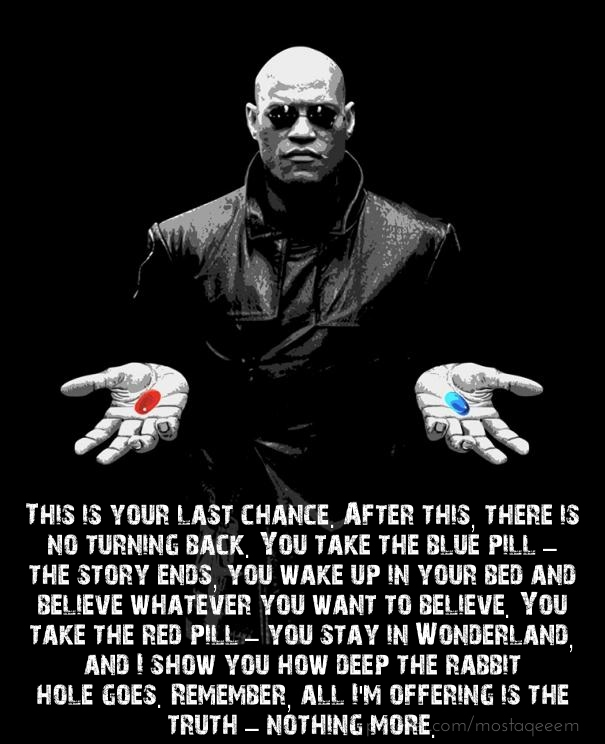 This is your last chance. After this, there is
no turning back. You take the blue pill –
the story ends, you wake up in your bed and
believe whatever you want to believe. You
take the red pill – you stay in Wonderland,
and I show you how deep the rabbit
hole goes. Remember, all I'm offering is the
truth – nothing more.
.com/mostaqeeem